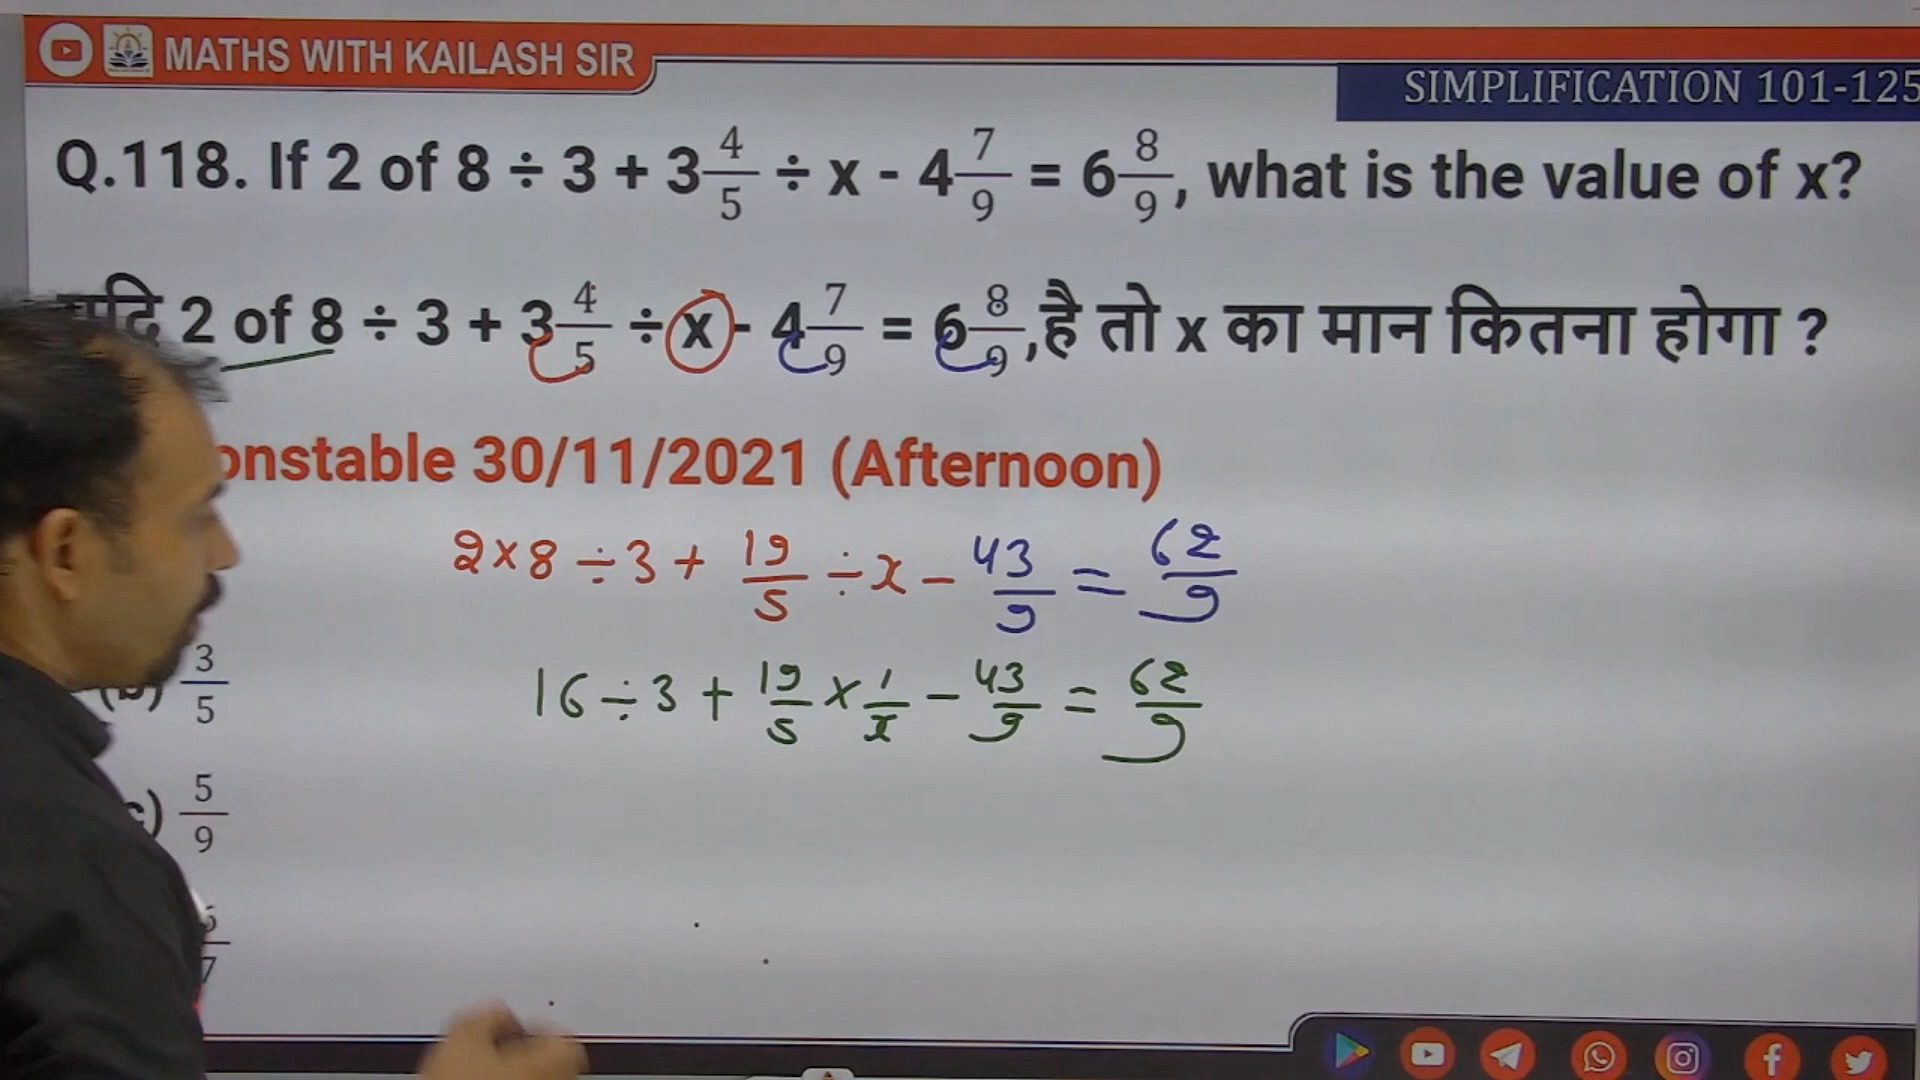 MATHS WITH KAILASH SIR
SIMPLIFICATION 101-125
Q.118. If 2 of 8 ÷ 3 + 3 4/5 ÷ x - 4 7/9 = 6 8/9, what is the value of x?
यदि 2 of 8 ÷ 3 + 3 4/5 ÷ x - 4 7/9 = 6 8/9,है तो x का मान कितना होगा ?
onstable 30/11/2021 (Afternoon)
2×8 ÷ 3 + 19/5 ÷ x - 43/9 = 62/9
(b) 3/5
16 ÷ 3 + 19/5 × 1/x - 43/9 = 62/9
c) 5/9
6/7